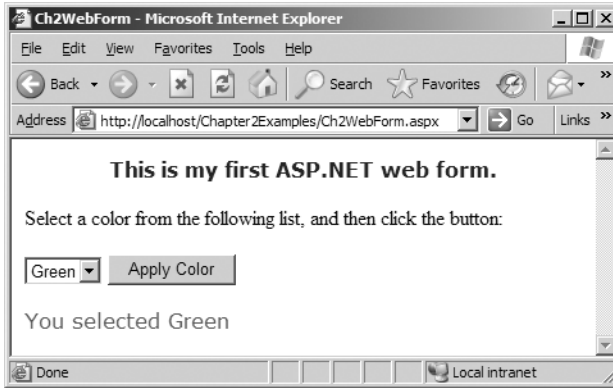 Ch2WebForm - Microsoft Internet Explorer
File Edit View Favorites Tools Help
Back Search Favorites »
Address http://localhost/Chapter2Examples/Ch2WebForm.aspx Go Links »
This is my first ASP.NET web form.
Select a color from the following list, and then click the button:
Green Apply Color
You selected Green
Done Local intranet